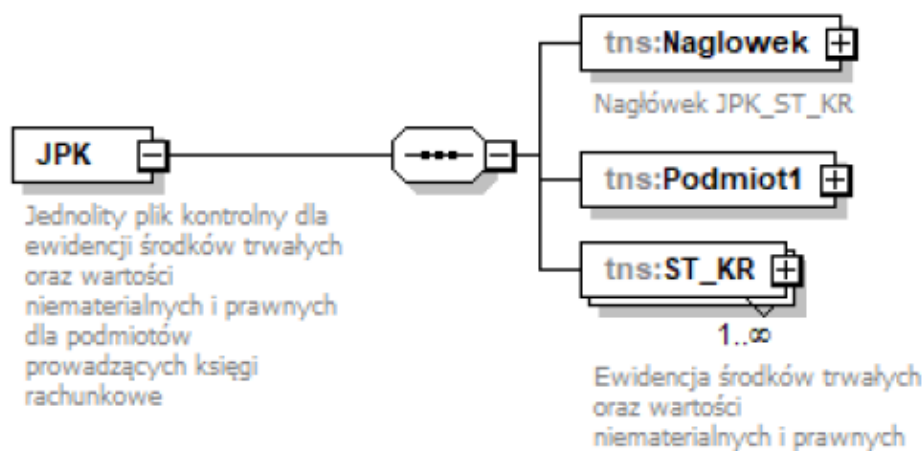 tns:Naglowek
Nagłówek JPK_ST_KR
JPK
Jednolity plik kontrolny dla
ewidencji środków trwałych
oraz wartości
niematerialnych i prawnych
dla podmiotów
prowadzących księgi
rachunkowe
tns:Podmiot1
tns:ST_KR
1..∞
Ewidencja środków trwałych
oraz wartości
niematerialnych i prawnych